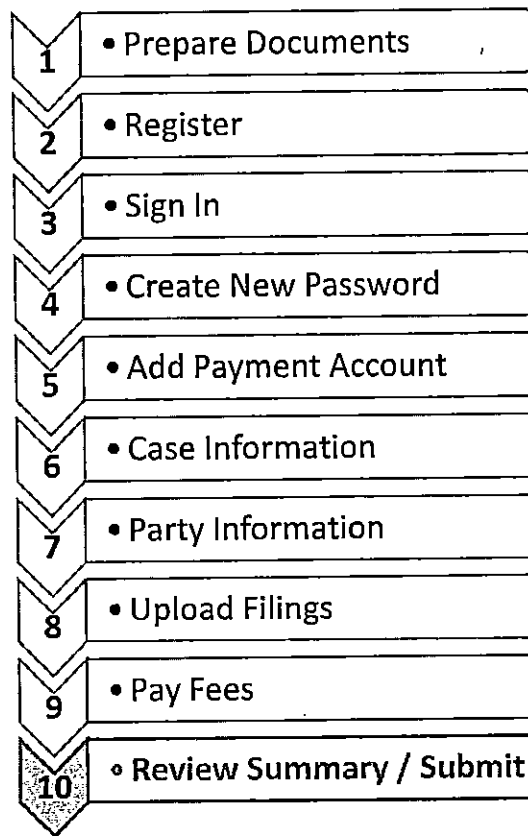 1 • Prepare Documents
2 • Register
3 • Sign In
4 • Create New Password
5 • Add Payment Account
6 • Case Information
7 • Party Information
8 • Upload Filings
9 • Pay Fees
10 • Review Summary / Submit